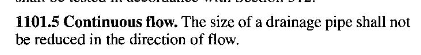 1101.5 Continuous flow. The size of a drainage pipe shall not
be reduced in the direction of flow.